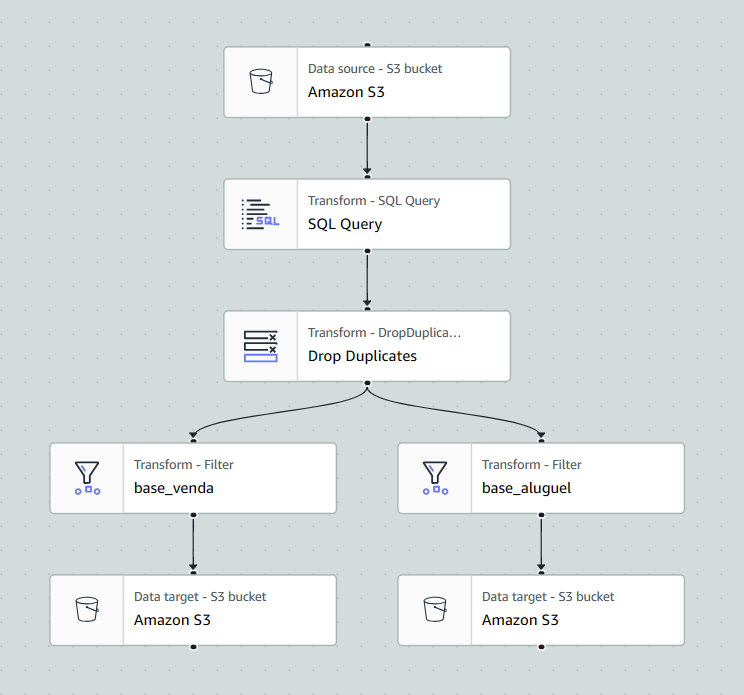 Data source - S3 bucket
Amazon S3
Transform - SQL Query
SQL
SQL Query
Transform - DropDuplica…
Drop Duplicates
Transform - Filter
base_venda
Transform - Filter
base_aluguel
Data target - S3 bucket
Amazon S3
Data target - S3 bucket
Amazon S3